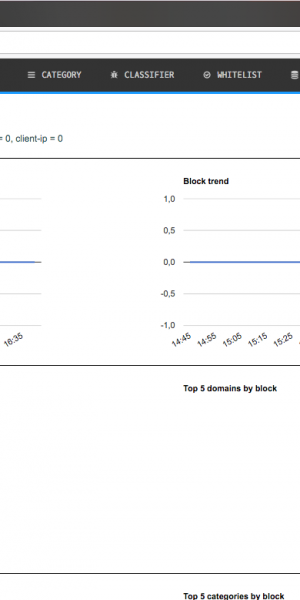 CATEGORY CLASSIFIER WHITELIST
= 0, client-ip = 0
Block trend
1,0
0,5
0,0
-0,5
-1,0
16:35
14:45 14:55 15:05 15:15 15:25
Top 5 domains by block
Top 5 categories by block